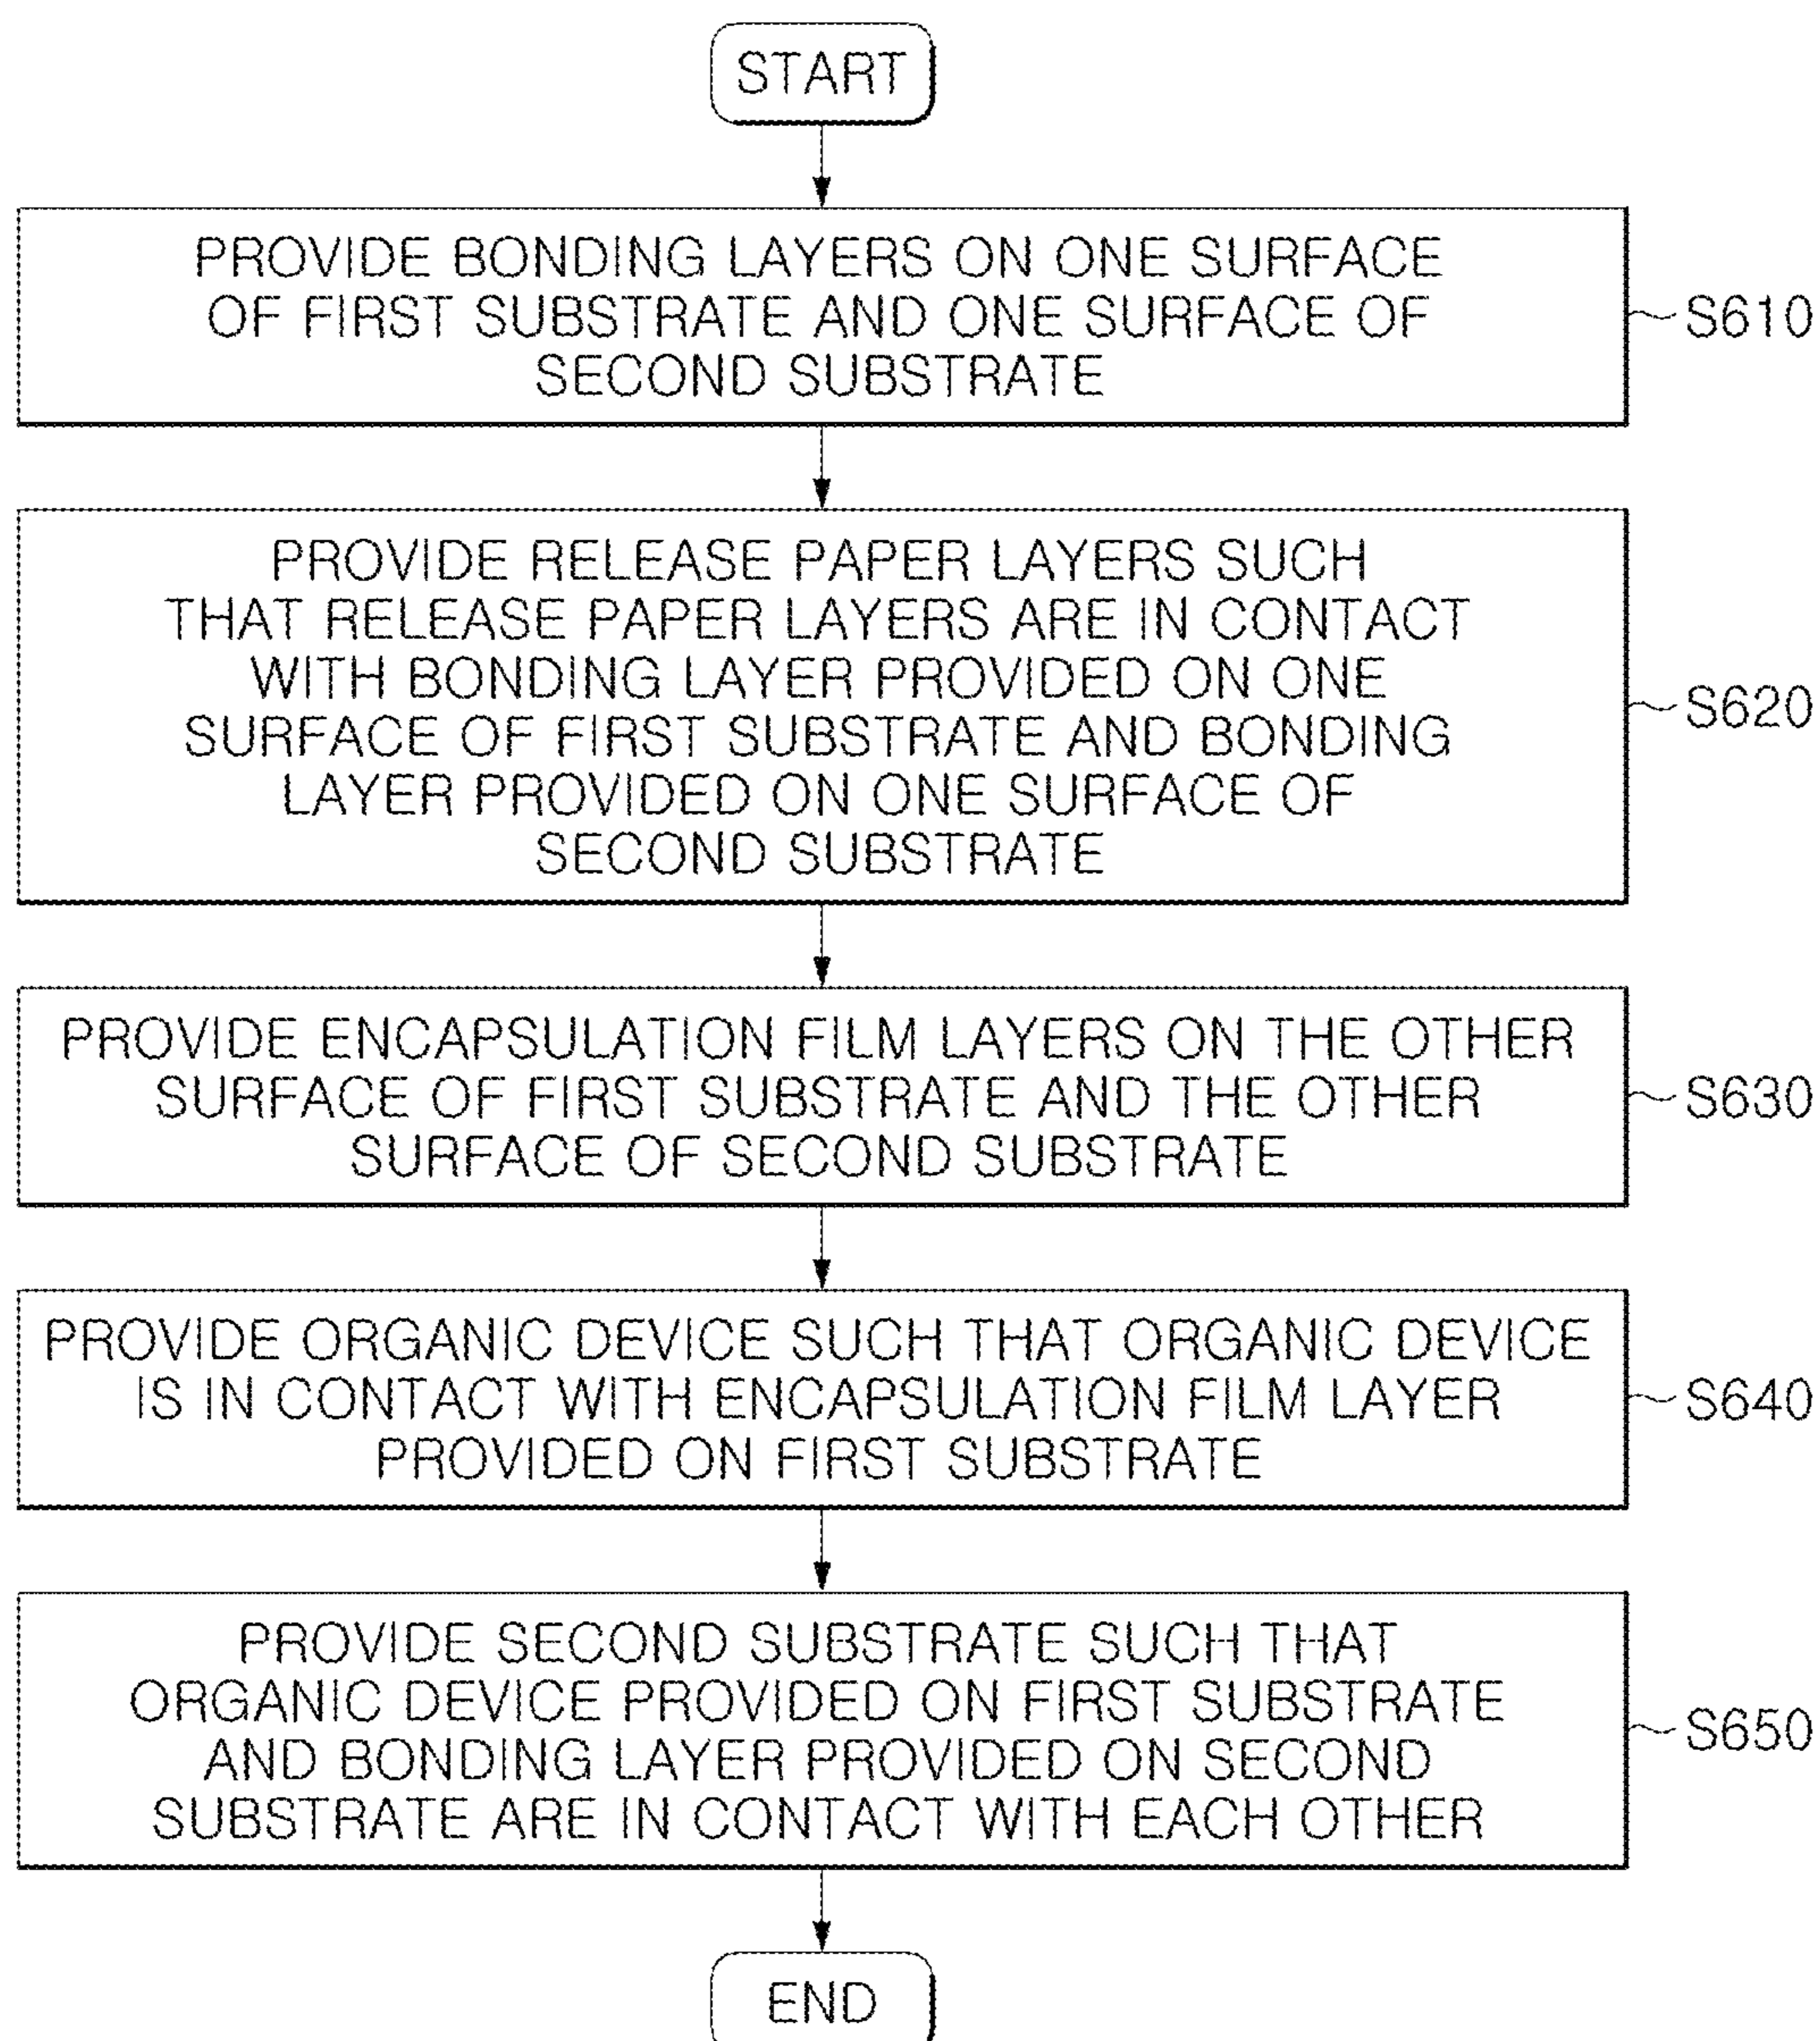 START
PROVIDE BONDING LAYERS ON ONE SURFACE
OF FIRST SUBSTRATE AND ONE SURFACE OF
SECOND SUBSTRATE
S610
PROVIDE RELEASE PAPER LAYERS SUCH
THAT RELEASE PAPER LAYERS ARE IN CONTACT
WITH BONDING LAYER PROVIDED ON ONE
SURFACE OF FIRST SUBSTRATE AND BONDING
LAYER PROVIDED ON ONE SURFACE OF
SECOND SUBSTRATE
S620
PROVIDE ENCAPSULATION FILM LAYERS ON THE OTHER
SURFACE OF FIRST SUBSTRATE AND THE OTHER
SURFACE OF SECOND SUBSTRATE
S630
PROVIDE ORGANIC DEVICE SUCH THAT ORGANIC DEVICE
IS IN CONTACT WITH ENCAPSULATION FILM LAYER
PROVIDED ON FIRST SUBSTRATE
S640
PROVIDE SECOND SUBSTRATE SUCH THAT
ORGANIC DEVICE PROVIDED ON FIRST SUBSTRATE
AND BONDING LAYER PROVIDED ON SECOND
SUBSTRATE ARE IN CONTACT WITH EACH OTHER
S650
END